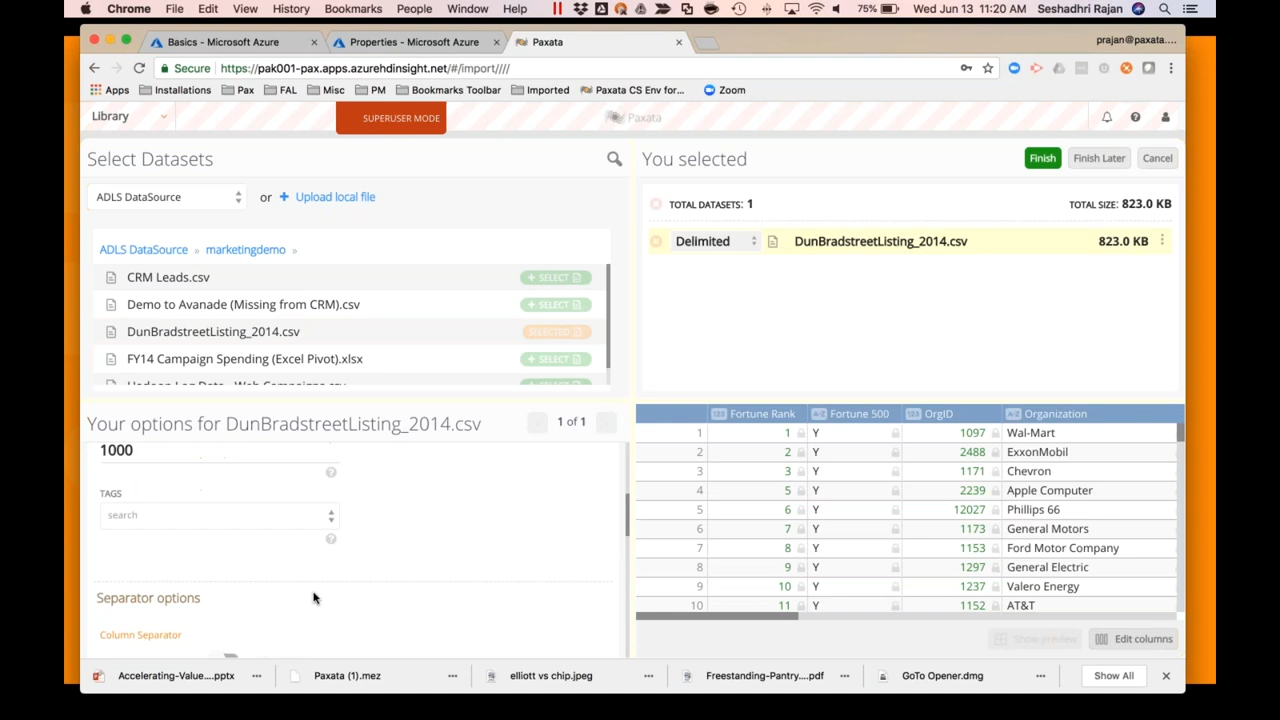 Chrome File Edit View History Bookmarks People Window Help 75% Wed Jun 13 11:20 AM Seshadhri Rajan
Basics - Microsoft Azure Properties - Microsoft Azure Paxata prajan@paxata....
Secure https://pak001-pax.apps.azurehdinsight.net/#/import////
Apps Installations Pax FAL Misc PM Bookmarks Toolbar Imported Paxata CS Env for... Zoom
Library SUPERUSER MODE Paxata
Select Datasets
ADLS DataSource or + Upload local file
ADLS DataSource » marketingdemo »
CRM Leads.csv + SELECT
Demo to Avanade (Missing from CRM).csv + SELECT
DunBradstreetListing_2014.csv SELECTED
FY14 Campaign Spending (Excel Pivot).xlsx + SELECT
You selected Finish Finish Later Cancel
TOTAL DATASETS: 1 TOTAL SIZE: 823.0 KB
Delimited DunBradstreetListing_2014.csv 823.0 KB
Your options for DunBradstreetListing_2014.csv 1 of 1
1000
TAGS
search
Separator options
Column Separator
Fortune Rank Fortune 500 OrgID Organization
1 1 Y 1097 Wal-Mart
2 2 Y 2488 ExxonMobil
3 3 Y 1171 Chevron
4 5 Y 2239 Apple Computer
5 6 Y 12027 Phillips 66
6 7 Y 1173 General Motors
7 8 Y 1153 Ford Motor Company
8 9 Y 1297 General Electric
9 10 Y 1237 Valero Energy
10 11 Y 1152 AT&T
Show preview Edit columns
Accelerating-Value....pptx Paxata (1).mez elliott vs chip.jpeg Freestanding-Pantry....pdf GoTo Opener.dmg Show All